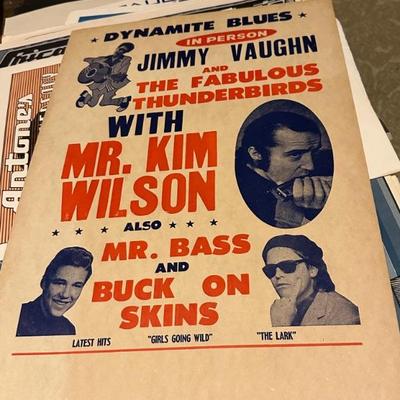 DYNAMITE BLUES
IN PERSON
JIMMY VAUGHN
AND
THE FABULOUS
THUNDERBIRDS
WITH
MR. KIM
WILSON
ALSO
MR. BASS
AND
BUCK ON
SKINS
LATEST HITS "GIRLS GOING WILD" "THE LARK"
Antone's